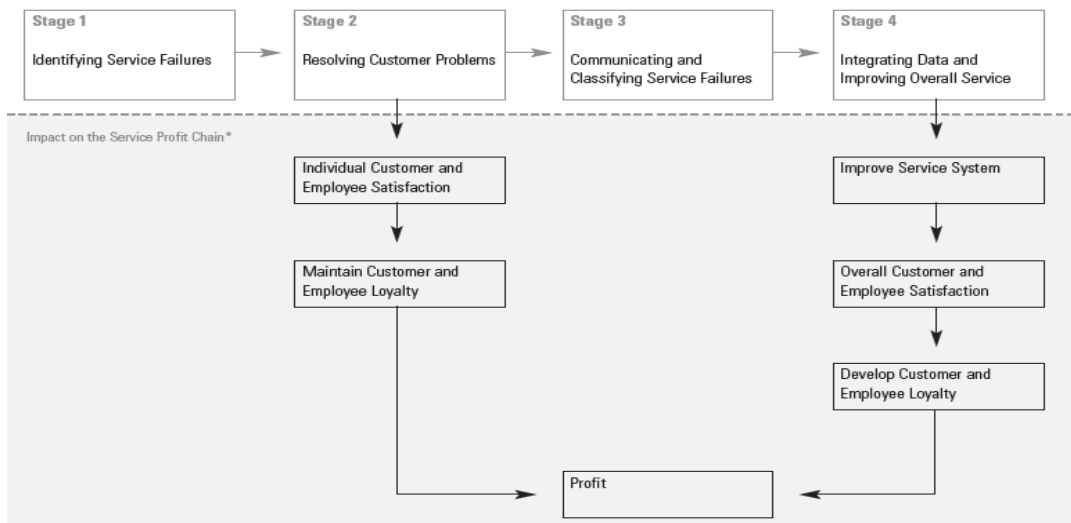 Stage 1
Identifying Service Failures
Stage 2
Resolving Customer Problems
Stage 3
Communicating and
Classifying Service Failures
Stage 4
Integrating Data and
Improving Overall Service
Impact on the Service Profit Chain*
Individual Customer and
Employee Satisfaction
Maintain Customer and
Employee Loyalty
Improve Service System
Overall Customer and
Employee Satisfaction
Develop Customer and
Employee Loyalty
Profit